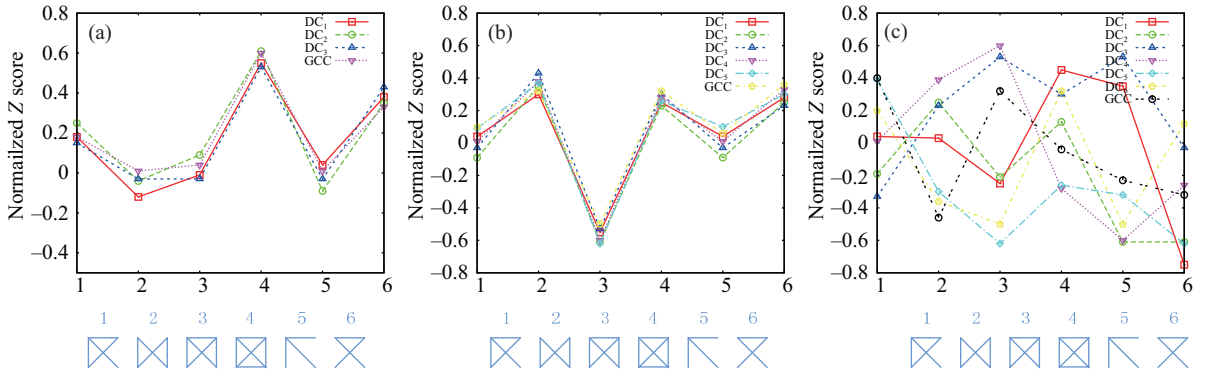 (a)
Normailzed Z score
0.8
0.6
0.4
0.2
0
–0.2
–0.4
DC₁
DC₂
DC₃
GCC
1 2 3 4 5 6
1 2 3 4 5 6
(b)
Normailzed Z score
0.8
0.6
0.4
0.2
0
–0.2
–0.4
–0.6
–0.8
DC₁
DC₂
DC₃
DC₄
DC₅
GCC
1 2 3 4 5 6
1 2 3 4 5 6
(c)
Normailzed Z score
0.8
0.6
0.4
0.2
0
–0.2
–0.4
–0.6
–0.8
DC₁
DC₂
DC₃
DC₄
DC₅
DC₆
GCC
1 2 3 4 5 6
1 2 3 4 5 6